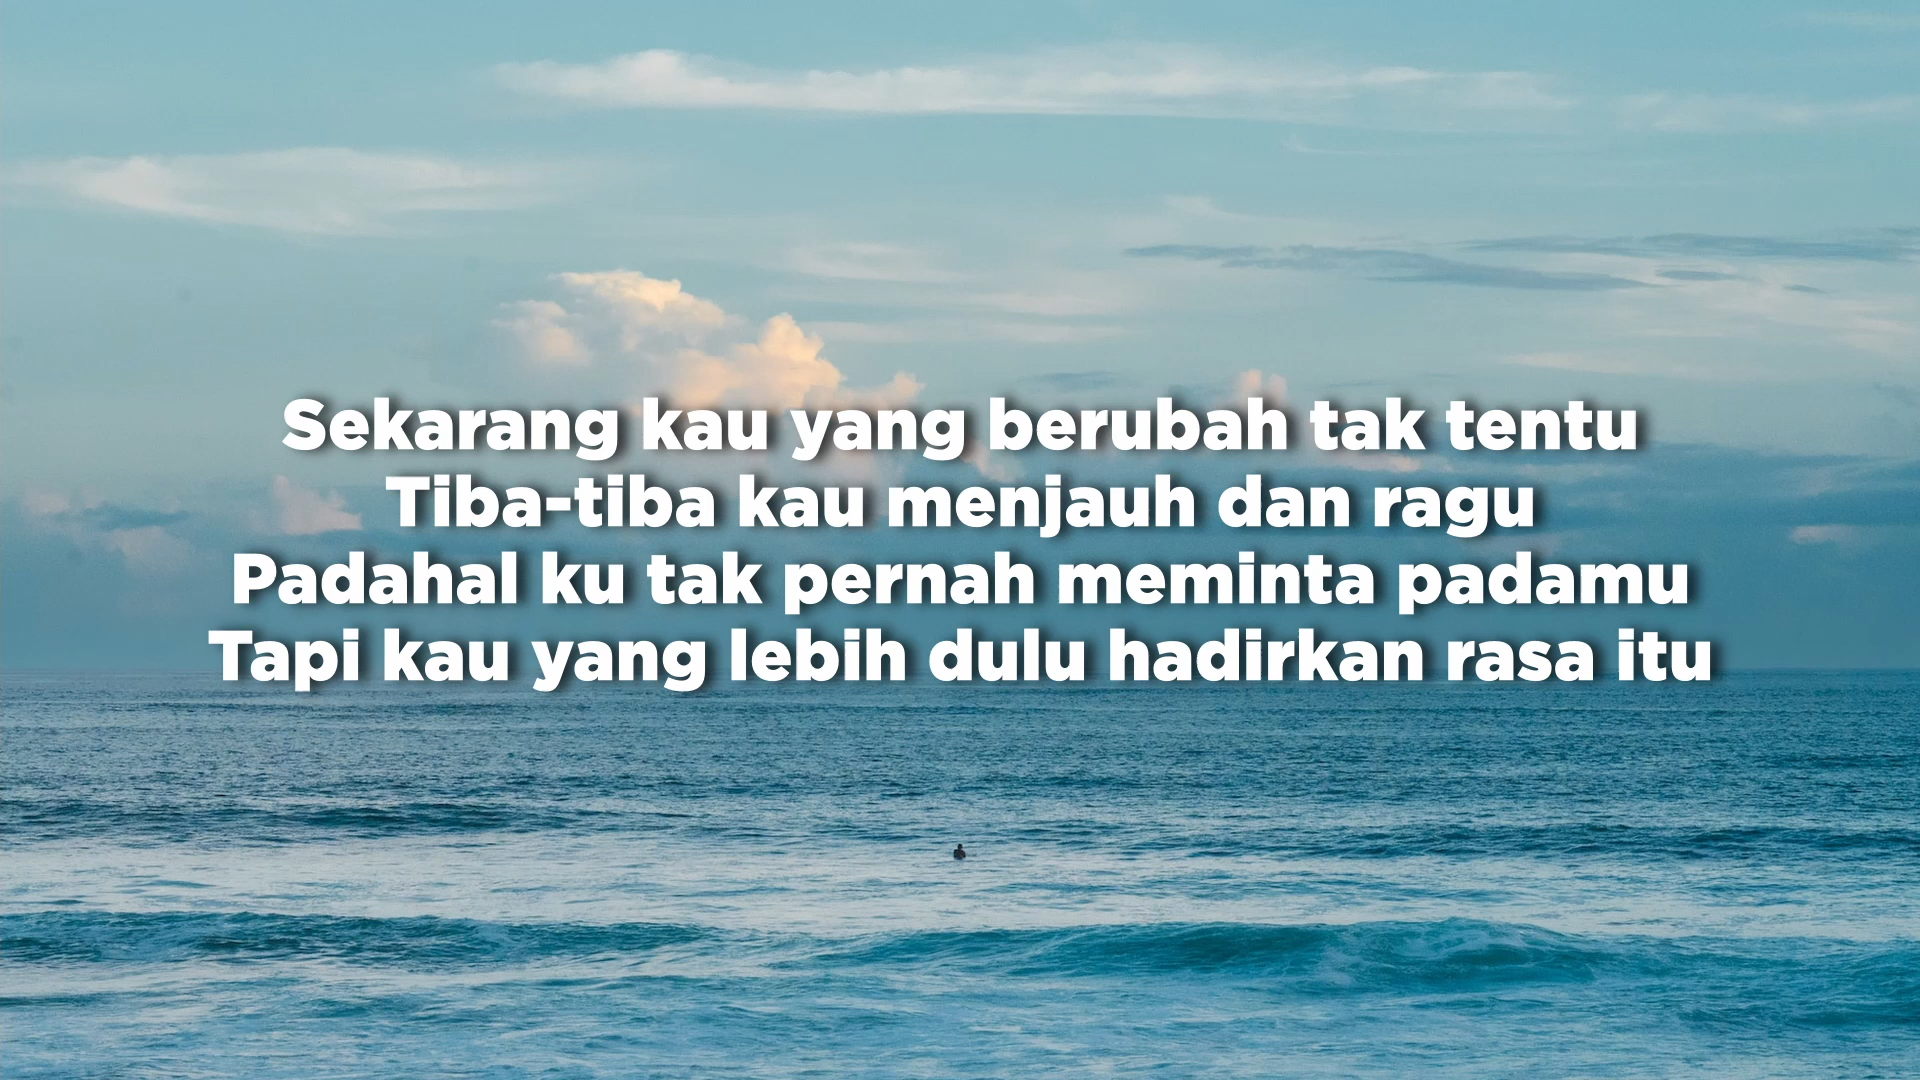 Sekarang kau yang berubah tak tentu
Tiba-tiba kau menjauh dan ragu
Padahal ku tak pernah meminta padamu
Tapi kau yang lebih dulu hadirkan rasa itu